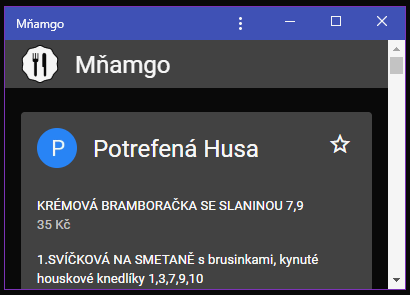 Mňamgo
Mňamgo
P
Potrefená Husa
KRÉMOVÁ BRAMBORAČKA SE SLANINOU 7,9
35 Kč
1.SVÍČKOVÁ NA SMETANĚ s brusinkami, kynuté
houskové knedlíky 1,3,7,9,10